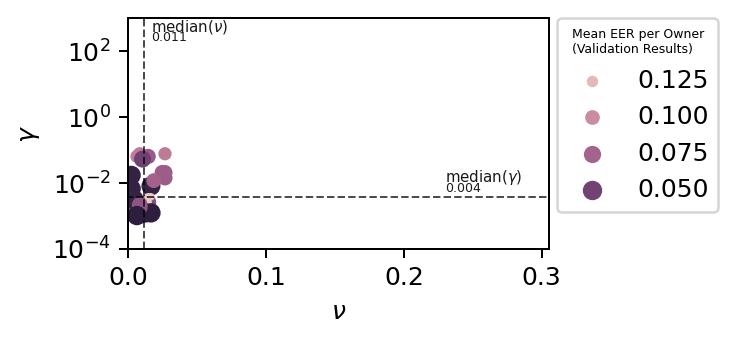 median(ν)
0.011
10²
10⁰
10⁻²
10⁻⁴
γ
median(γ)
0.004
0.0
0.1
0.2
0.3
ν
Mean EER per Owner
(Validation Results)
0.125
0.100
0.075
0.050